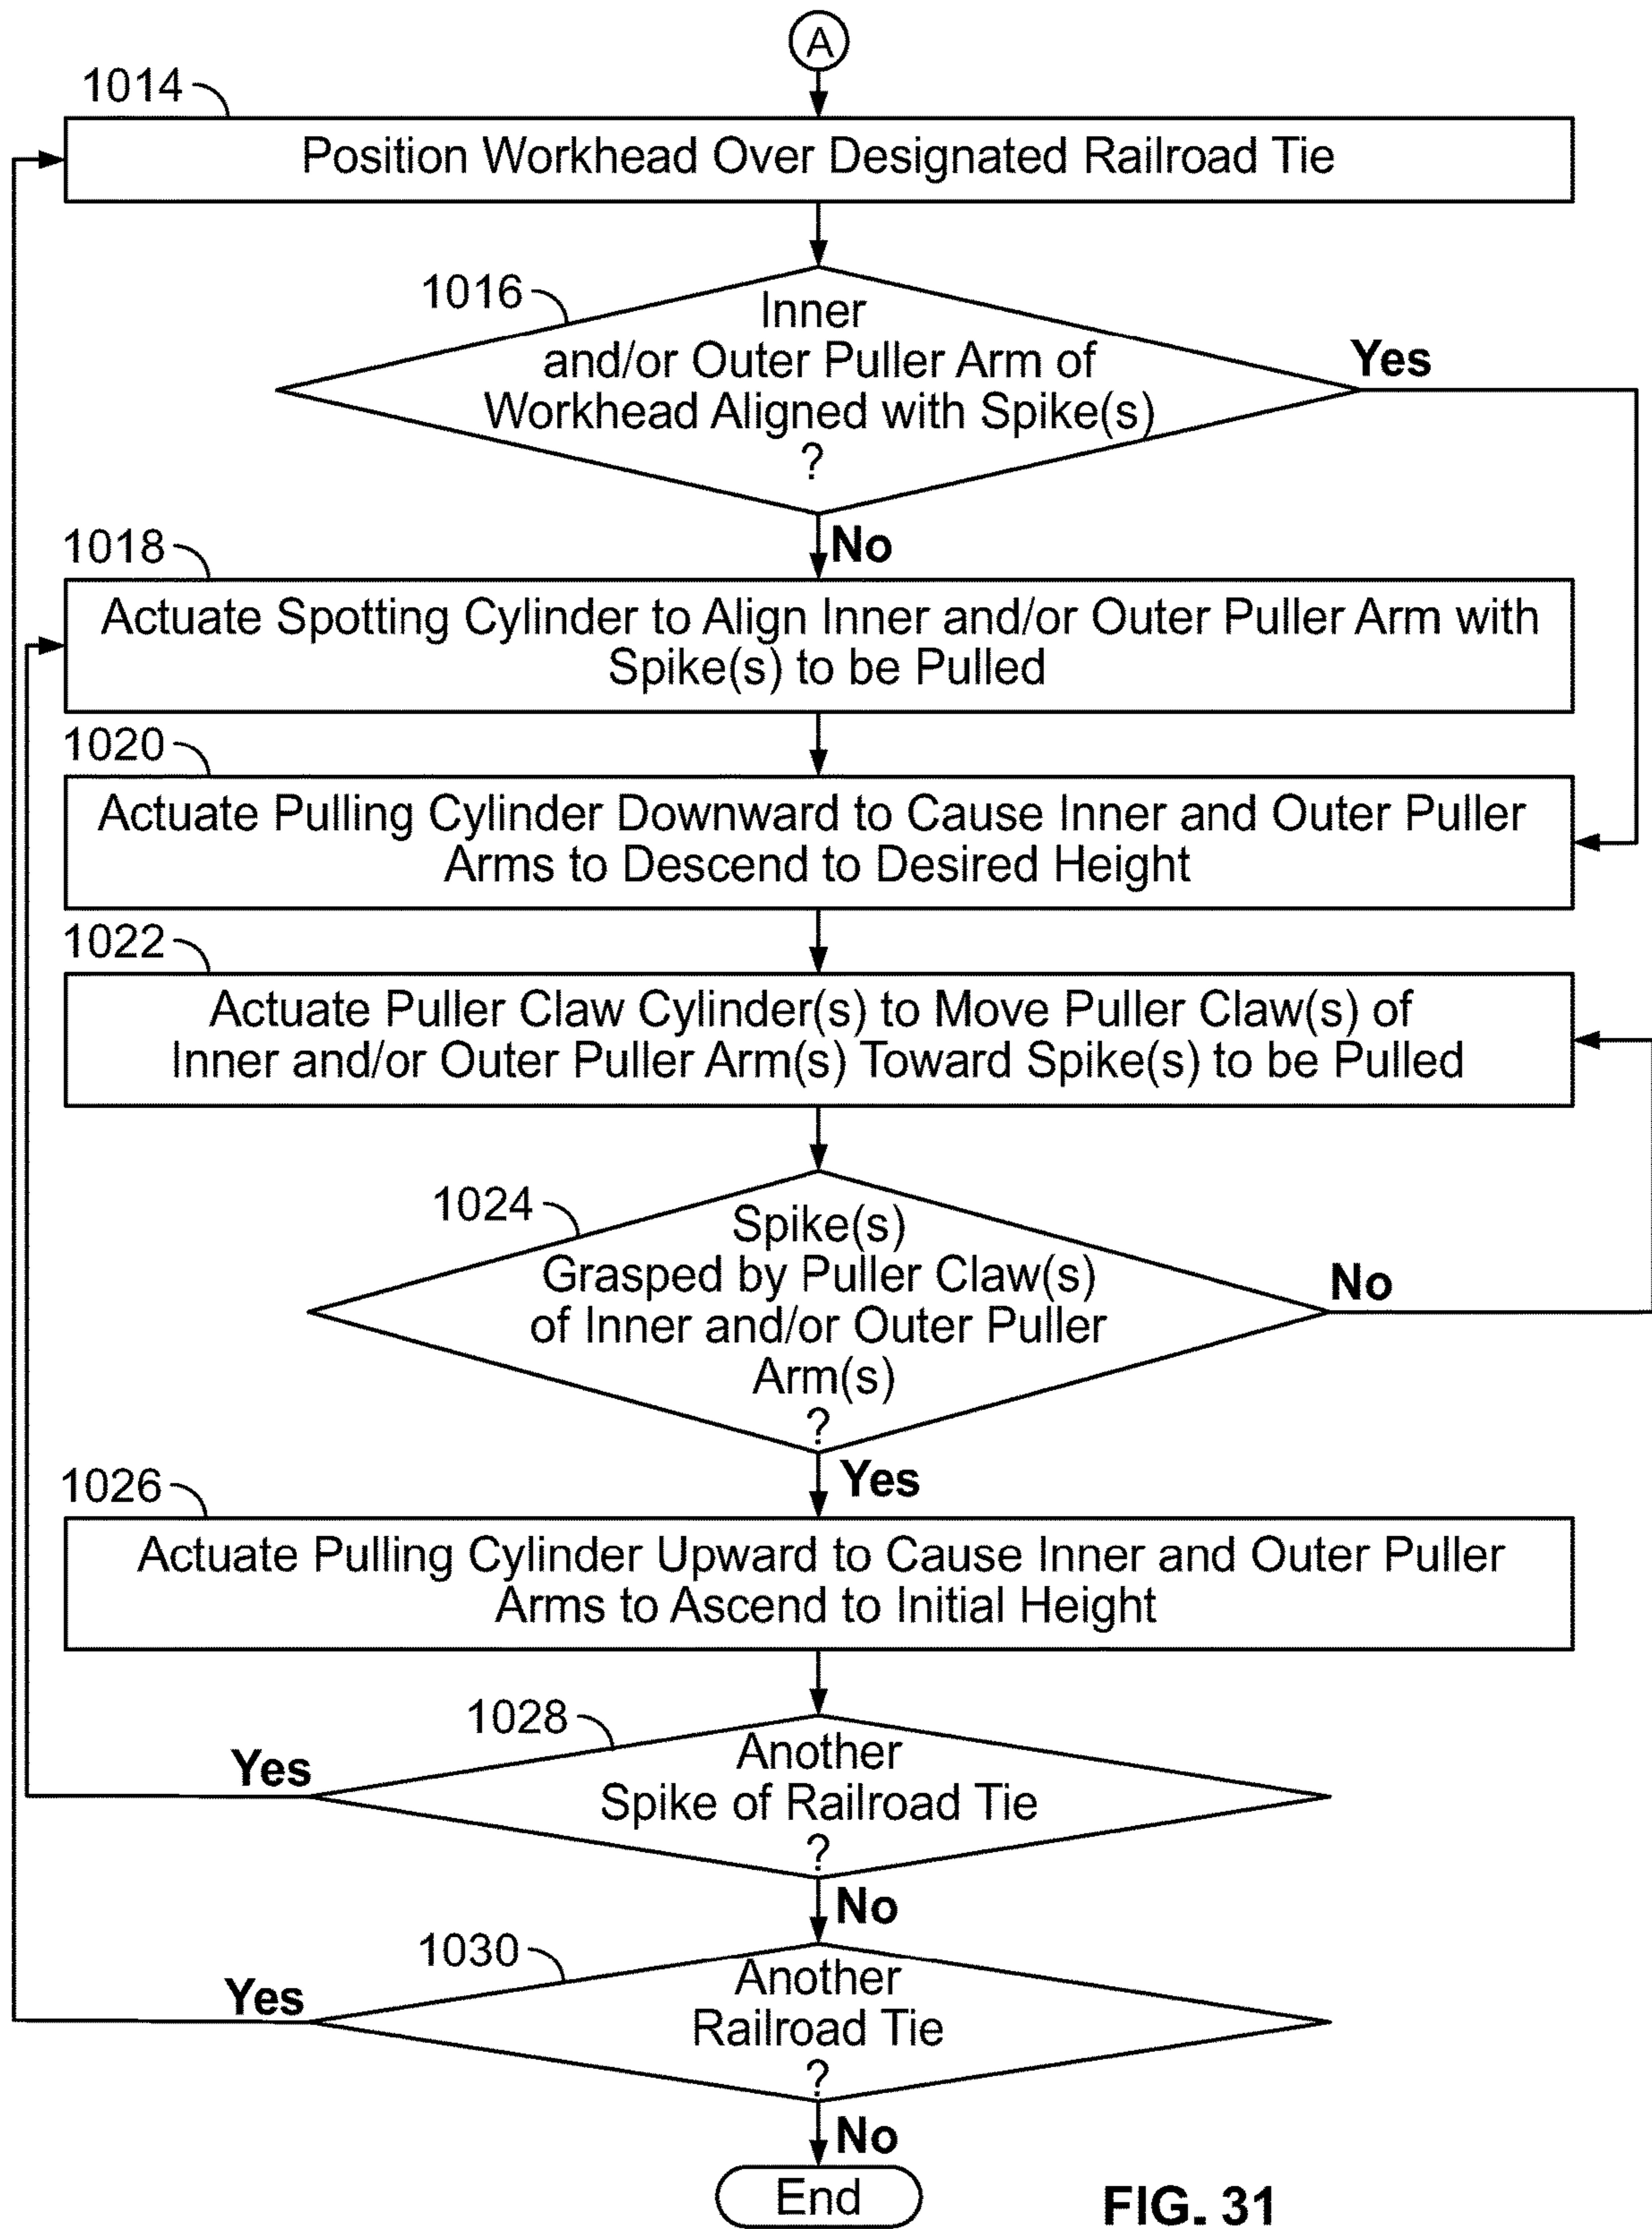 A
1014
Position Workhead Over Designated Railroad Tie
1016
Inner
and/or Outer Puller Arm of
Workhead Aligned with Spike(s)
?
Yes
No
1018
Actuate Spotting Cylinder to Align Inner and/or Outer Puller Arm with
Spike(s) to be Pulled
1020
Actuate Pulling Cylinder Downward to Cause Inner and Outer Puller
Arms to Descend to Desired Height
1022
Actuate Puller Claw Cylinder(s) to Move Puller Claw(s) of
Inner and/or Outer Puller Arm(s) Toward Spike(s) to be Pulled
1024
Spike(s)
Grasped by Puller Claw(s)
of Inner and/or Outer Puller
Arm(s)
?
No
Yes
1026
Actuate Pulling Cylinder Upward to Cause Inner and Outer Puller
Arms to Ascend to Initial Height
1028
Another
Spike of Railroad Tie
?
Yes
No
1030
Another
Railroad Tie
?
Yes
No
End
FIG. 31